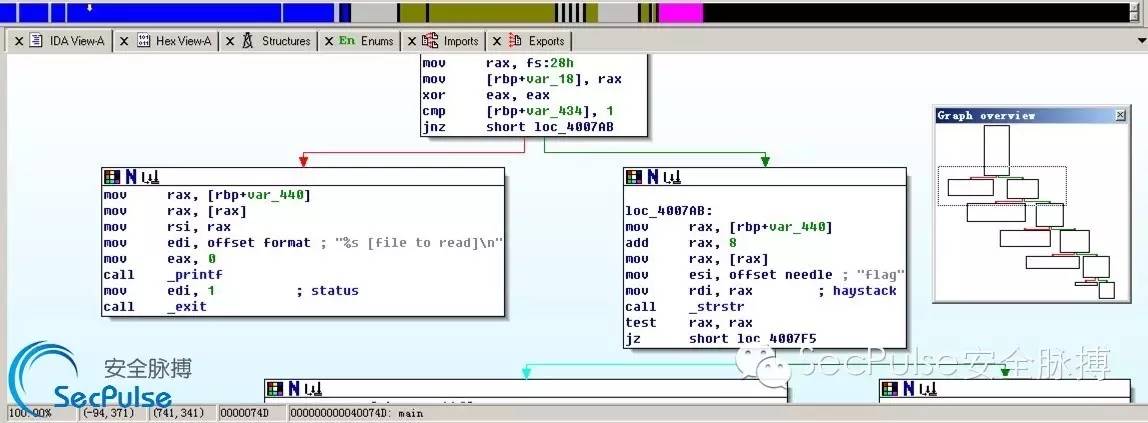 IDA View-A
Hex View-A
Structures
En Enums
Imports
Exports
mov rax, fs:28h
mov [rbp+var_18], rax
xor eax, eax
cmp [rbp+var_434], 1
jnz short loc_4007AB
Graph overview
N
mov rax, [rbp+var_440]
mov rax, [rax]
mov rsi, rax
mov edi, offset format ; "%s [file to read]\n"
mov eax, 0
call _printf
mov edi, 1 ; status
call _exit
N
loc_4007AB:
mov rax, [rbp+var_440]
add rax, 8
mov rax, [rax]
mov esi, offset needle ; "flag"
mov rdi, rax ; haystack
call _strstr
test rax, rax
jz short loc_4007F5
安全脉搏
SecPulse
SecPulse安全脉搏
N
N
100.00% (-94,371) (741,341) 0000074D 000000000040074D: main